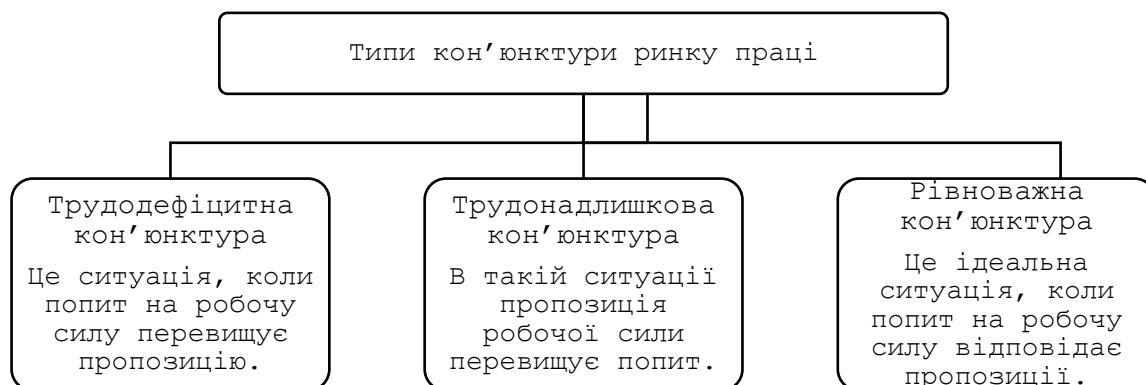 Типи кон’юнктури ринку праці
Трудодефіцитна
кон’юнктура
Це ситуація, коли
попит на робочу
силу перевищує
пропозицію.
Трудонадлишкова
кон’юнктура
В такій ситуації
пропозиція
робочої сили
перевищує попит.
Рівноважна
кон’юнктура
Це ідеальна
ситуація, коли
попит на робочу
силу відповідає
пропозиції.